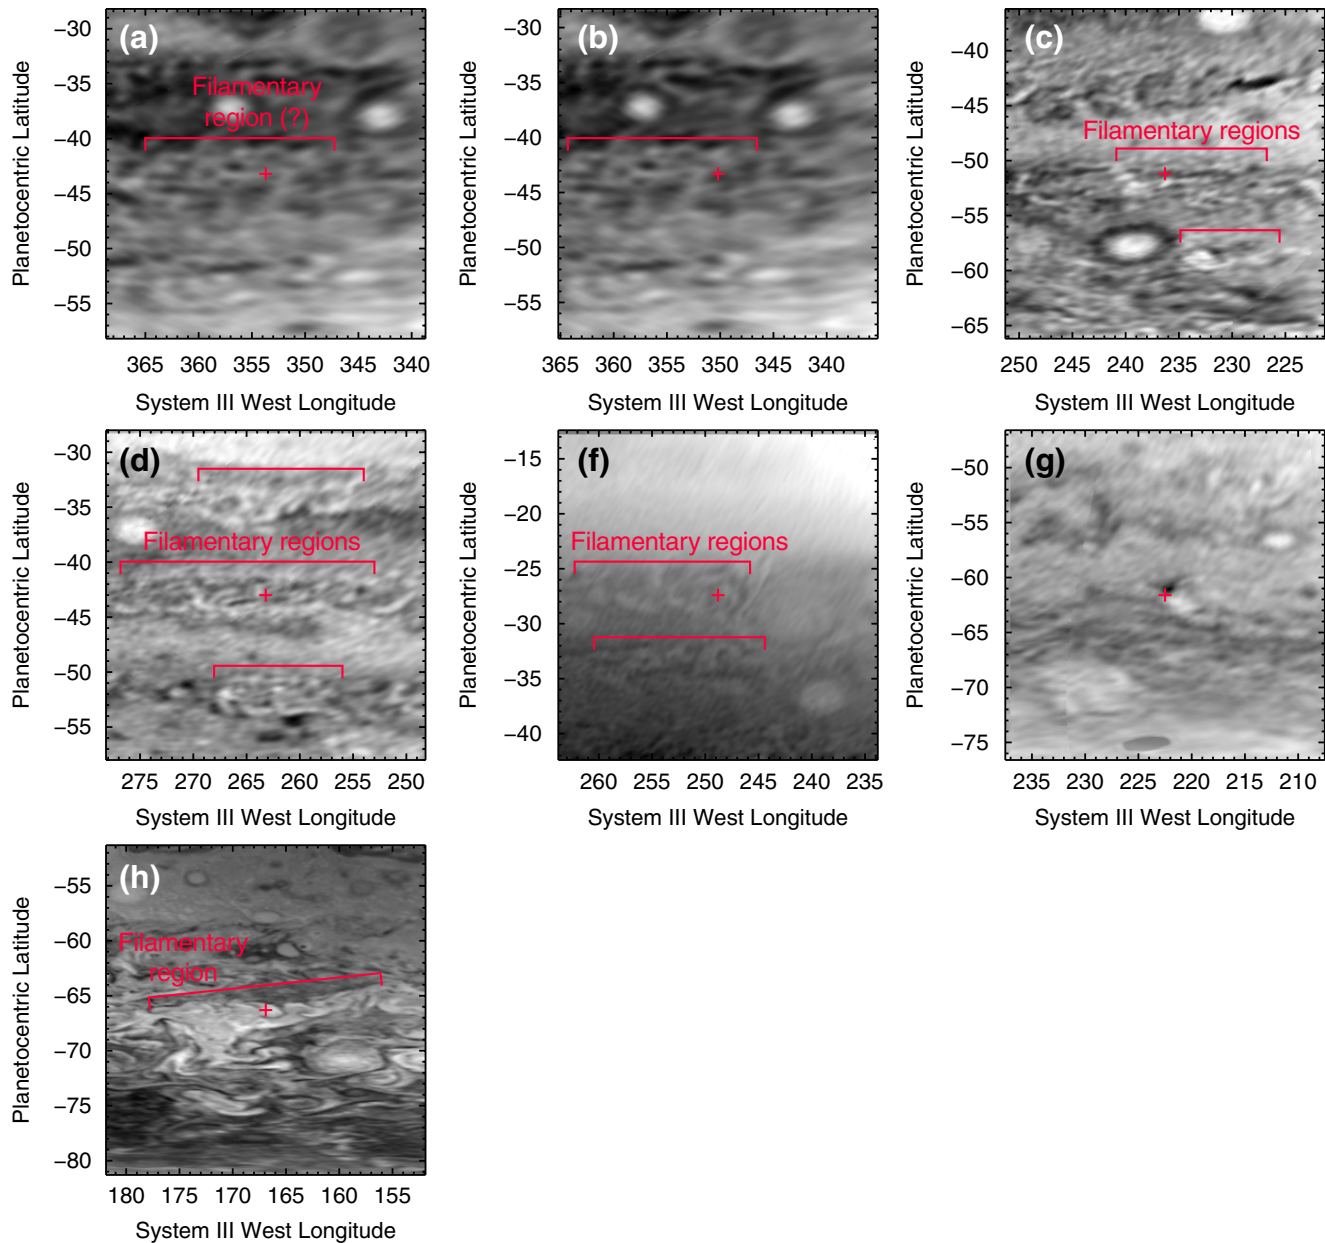 (a)
Filamentary
region (?)
−30
−35
−40
−45
−50
−55
365 360 355 350 345 340
System III West Longitude
Planetocentric Latitude
(b)
−30
−35
−40
−45
−50
−55
365 360 355 350 345 340
System III West Longitude
Planetocentric Latitude
(c)
Filamentary regions
−40
−45
−50
−55
−60
−65
250 245 240 235 230 225
System III West Longitude
Planetocentric Latitude
(d)
Filamentary regions
−30
−35
−40
−45
−50
−55
275 270 265 260 255 250
System III West Longitude
Planetocentric Latitude
(f)
Filamentary regions
−15
−20
−25
−30
−35
−40
260 255 250 245 240 235
System III West Longitude
Planetocentric Latitude
(g)
−50
−55
−60
−65
−70
−75
235 230 225 220 215 210
System III West Longitude
Planetocentric Latitude
(h)
Filamentary
region
−55
−60
−65
−70
−75
−80
180 175 170 165 160 155
System III West Longitude
Planetocentric Latitude